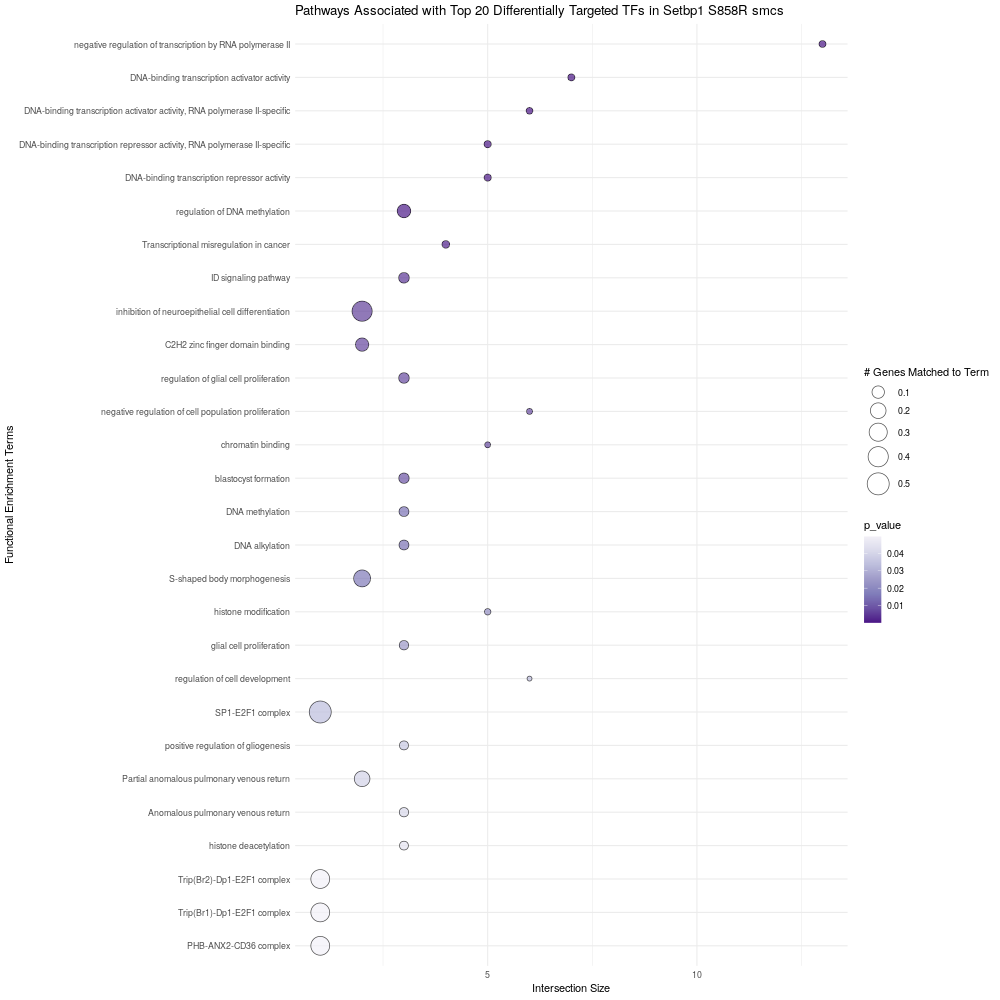 Pathways Associated with Top 20 Differentially Targeted TFs in Setbp1 S858R smcs
negative regulation of transcription by RNA polymerase II
DNA-binding transcription activator activity
DNA-binding transcription activator activity, RNA polymerase II-specific
DNA-binding transcription repressor activity, RNA polymerase II-specific
DNA-binding transcription repressor activity
regulation of DNA methylation
Transcriptional misregulation in cancer
ID signaling pathway
inhibition of neuroepithelial cell differentiation
C2H2 zinc finger domain binding
regulation of glial cell proliferation
negative regulation of cell population proliferation
chromatin binding
blastocyst formation
DNA methylation
DNA alkylation
S-shaped body morphogenesis
histone modification
glial cell proliferation
regulation of cell development
SP1-E2F1 complex
positive regulation of gliogenesis
Partial anomalous pulmonary venous return
Anomalous pulmonary venous return
histone deacetylation
Trip(Br2)-Dp1-E2F1 complex
Trip(Br1)-Dp1-E2F1 complex
PHB-ANX2-CD36 complex
Functional Enrichment Terms
5
10
Intersection Size
# Genes Matched to Term
0.1
0.2
0.3
0.4
0.5
p_value
0.04
0.03
0.02
0.01